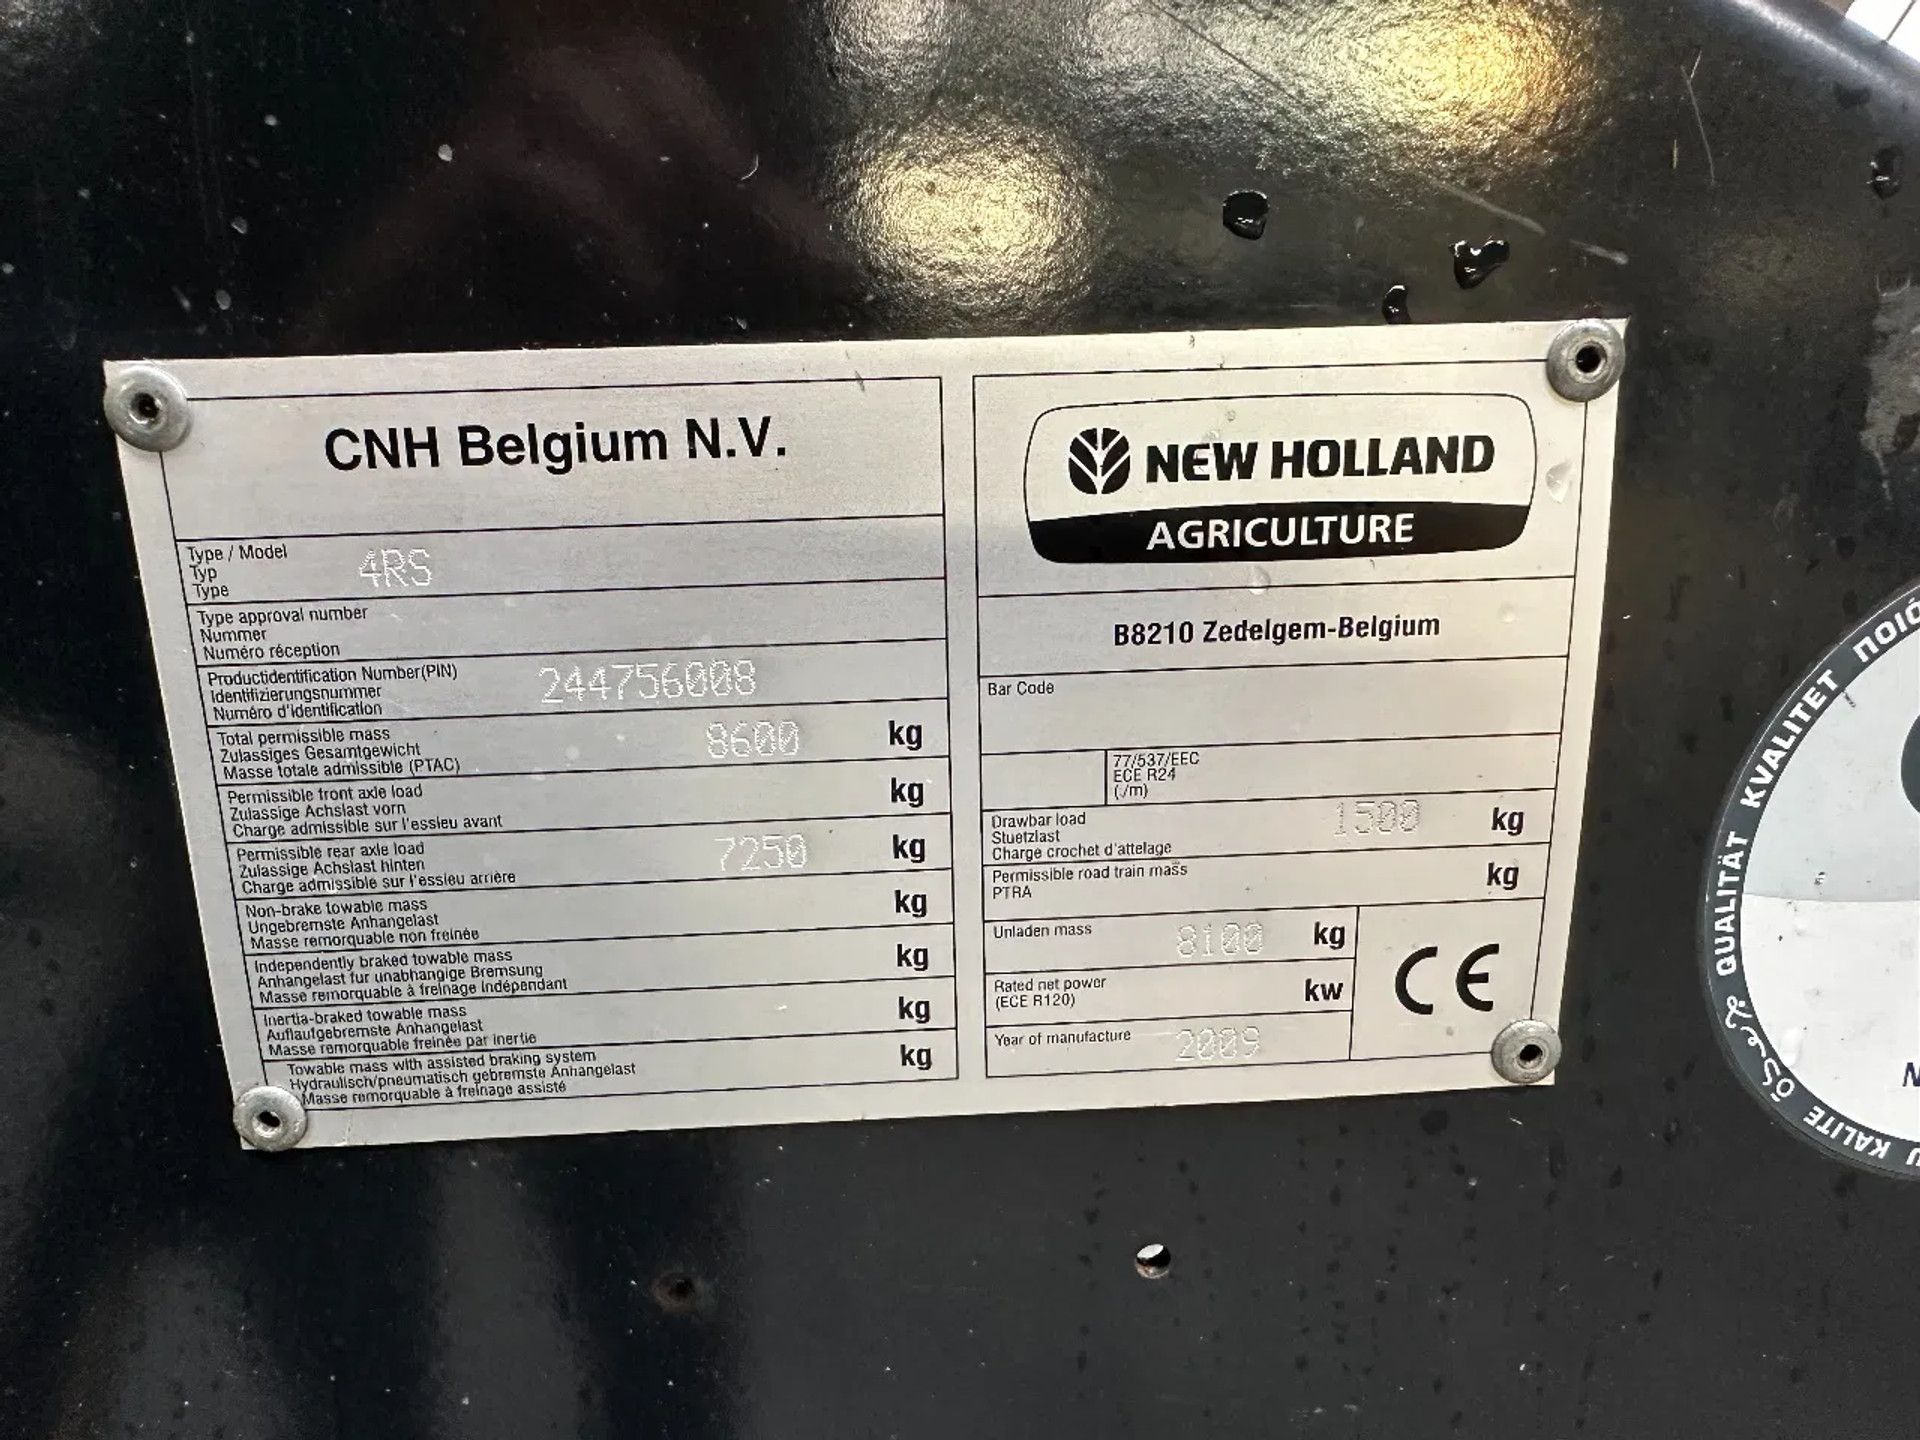 CNH Belgium N.V.
Type / Model
Typ
Type
4RS
Type approval number
Nummer
Numéro réception
Productidentification Number(PIN)
Identifizierungsnummer
Numéro d'identification
244756008
Total permissible mass
Zulassiges Gesamtgewicht
Masse totale admissible (PTAC)
8600 kg
Permissible front axle load
Zulassige Achslast vorn
Charge admissible sur l'essieu avant
kg
Permissible rear axle load
Zulassige Achslast hinten
Charge admissible sur l'essieu arrière
7250 kg
Non-brake towable mass
Ungebremste Anhangelast
Masse remorquable non freinée
kg
Independently braked towable mass
Anhangelast fur unabhangige Bremsung
Masse remorquable à freinage indépendant
kg
Inertia-braked towable mass
Auflaufgebremste Anhangelast
Masse remorquable freinée par inertie
kg
Towable mass with assisted braking system
Hydraulisch/pneumatisch gebremste Anhangelast
Masse remorquable à freinage assisté
kg
NEW HOLLAND
AGRICULTURE
B8210 Zedelgem-Belgium
Bar Code
77/537/EEC
ECE R24
(./m)
Drawbar load
Stuetzlast
Charge crochet d'attelage
1500 kg
Permissible road train mass
PTRA
kg
Unladen mass 8100 kg
Rated net power
(ECE R120)
kw
Year of manufacture 2009
CE
KALITE QUALITÄT KVALITET